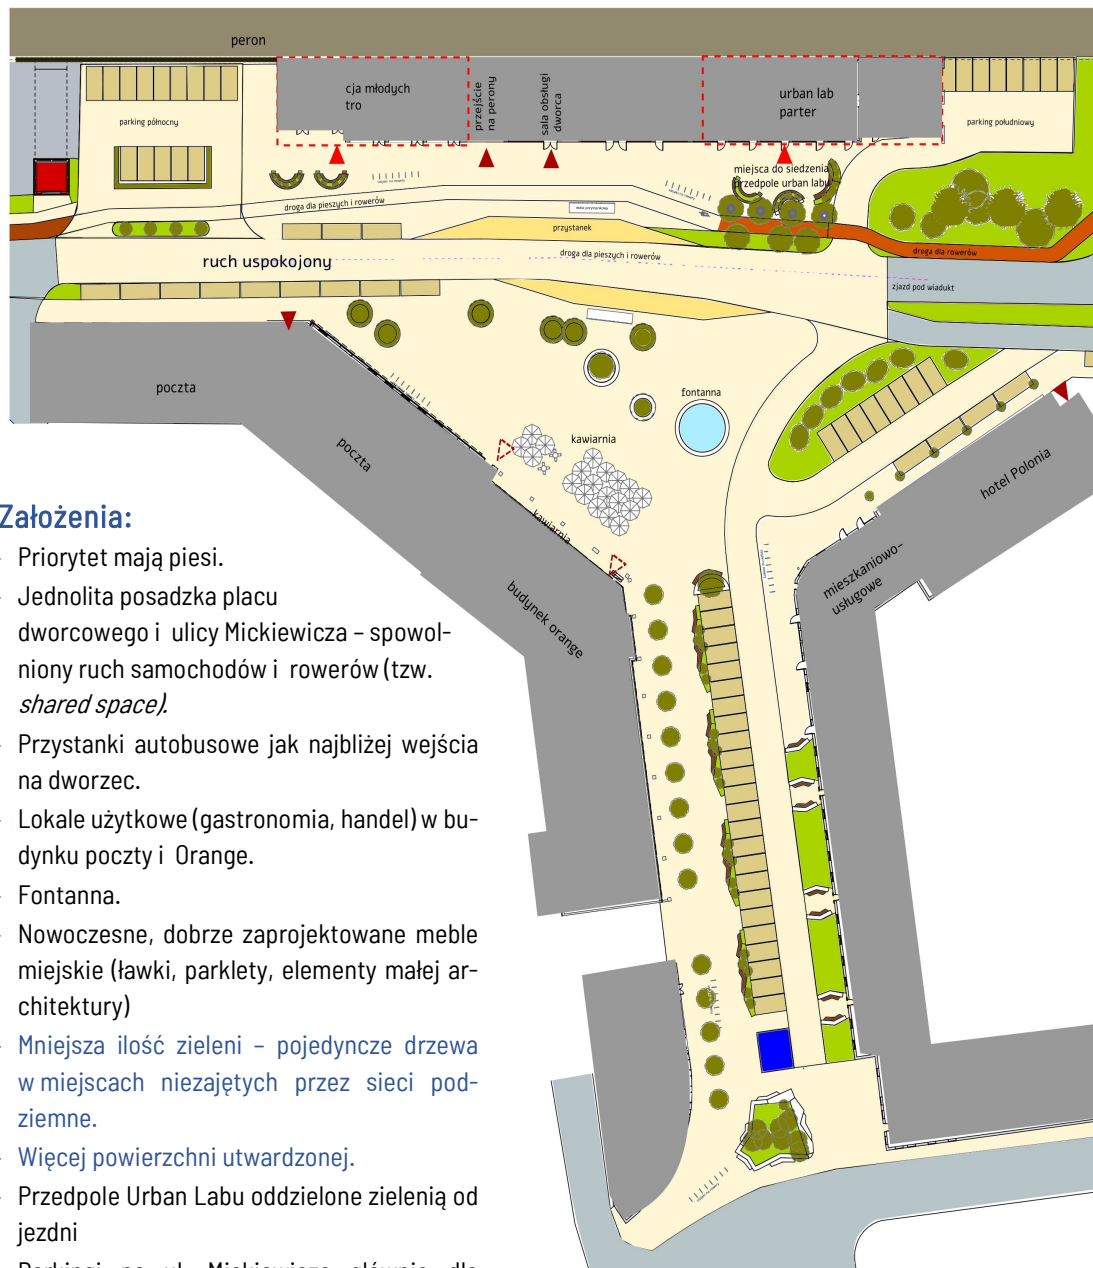 peron
cja młodych
tro
przejście
na perony
sala obsługi
dworca
urban lab
parter
parking północny
parking południowy
miejsca do siedzenia
przedpole urban labu
droga dla pieszych i rowerów
przystanek
droga dla pieszych i rowerów
droga dla rowerów
ruch uspokojony
zjazd pod wiadukt
poczta
poczta
fontanna
kawiarnia
kawiarnia
hotel Polonia
mieszkaniowo-
usługowe
budynek orange
Założenia:
- Priorytet mają piesi.
- Jednolita posadzka placu
dworcowego i ulicy Mickiewicza – spowol-
niony ruch samochodów i rowerów (tzw.
shared space).
- Przystanki autobusowe jak najbliżej wejścia
na dworzec.
- Lokale użytkowe (gastronomia, handel) w bu-
dynku poczty i Orange.
- Fontanna.
- Nowoczesne, dobrze zaprojektowane meble
miejskie (ławki, parklety, elementy małej ar-
chitektury)
- Mniejsza ilość zieleni – pojedyncze drzewa
w miejscach niezajętych przez sieci pod-
ziemne.
- Więcej powierzchni utwardzonej.
- Przedpole Urban Labu oddzielone zielenią od
jezdni
- Parkingi na ul. Mickiewicza głównie dla